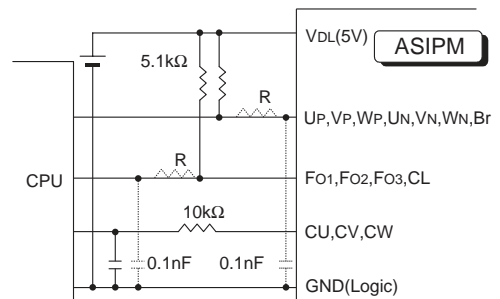 VDL(5V)
ASIPM
5.1kΩ
R
UP,VP,WP,UN,VN,WN,Br
R
CPU
FO1,FO2,FO3,CL
10kΩ
CU,CV,CW
0.1nF
0.1nF
GND(Logic)